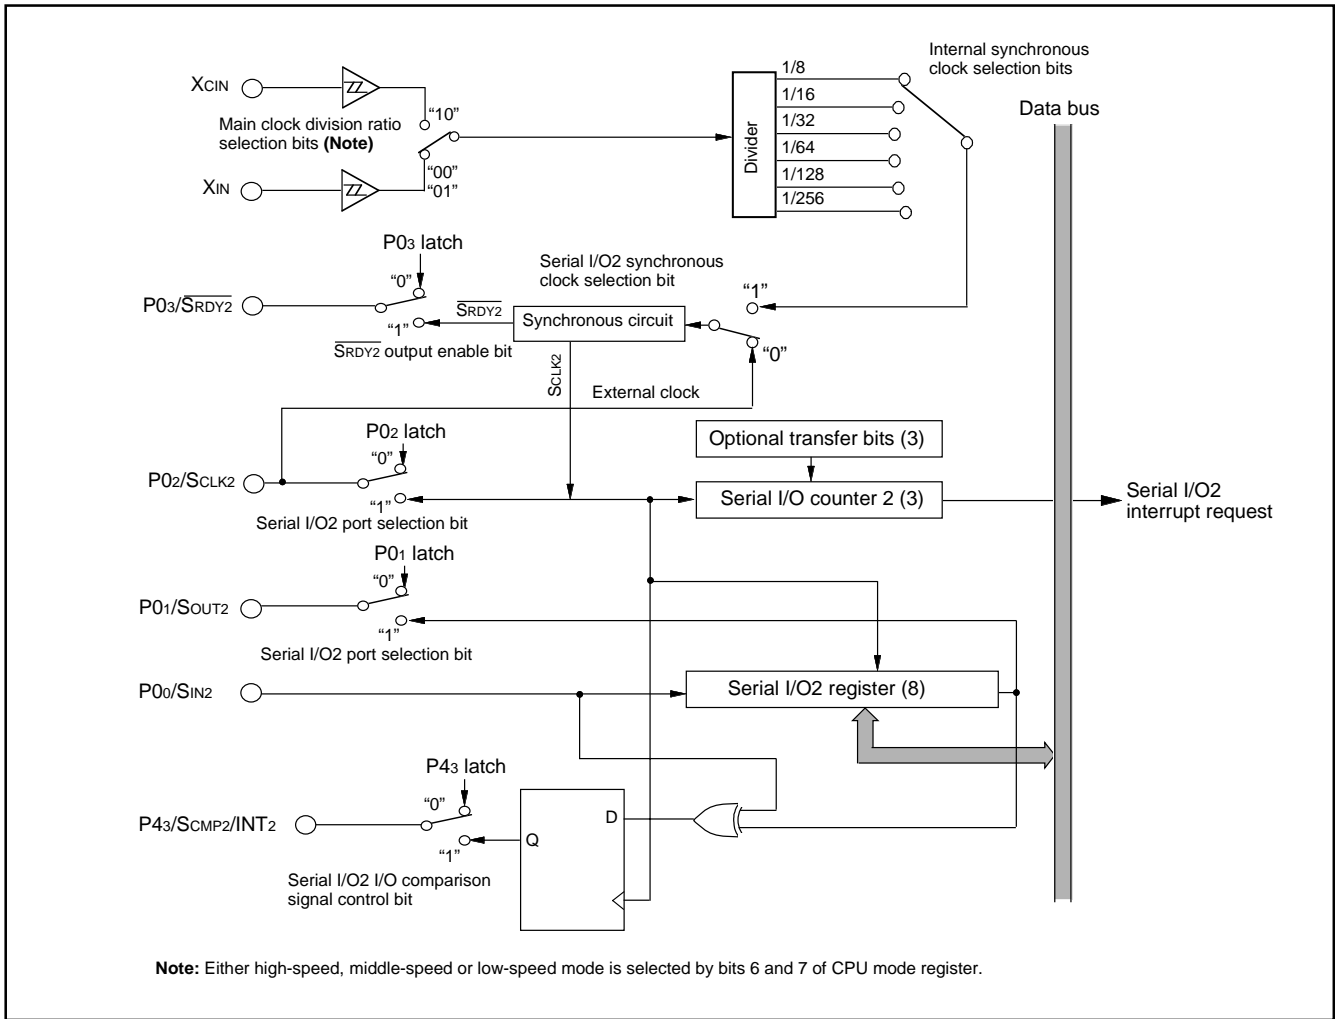 Internal synchronous
clock selection bits
XCIN
"10"
Main clock division ratio
selection bits (Note)
"00"
"01"
XIN
Divider
1/8
1/16
1/32
1/64
1/128
1/256
Data bus
P03 latch
"0"
P03/SRDY2
"1"
SRDY2
SRDY2 output enable bit
Serial I/O2 synchronous
clock selection bit
Synchronous circuit
"1"
"0"
SCLK2
External clock
P02 latch
"0"
P02/SCLK2
"1"
Serial I/O2 port selection bit
Optional transfer bits (3)
Serial I/O counter 2 (3)
Serial I/O2
interrupt request
P01 latch
"0"
P01/SOUT2
"1"
Serial I/O2 port selection bit
P00/SIN2
Serial I/O2 register (8)
P43 latch
"0"
P43/SCMP2/INT2
"1"
Serial I/O2 I/O comparison
signal control bit
D
Q
Note: Either high-speed, middle-speed or low-speed mode is selected by bits 6 and 7 of CPU mode register.